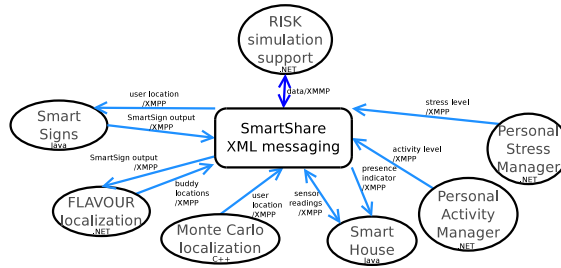 RISK
simulation
support
.NET
data/XMMP
user location
/XMPP
SmartSign output
/XMPP
Smart
Signs
Java
SmartShare
XML messaging
stress level
/XMPP
Personal
Stress
Manager
.NET
activity level
/XMPP
SmartSign output
/XMPP
FLAVOUR
localization
.NET
buddy
locations
/XMPP
user
location
/XMPP
sensor
readings
/XMPP
presence
indicator
/XMPP
Monte Carlo
localization
C++
Smart
House
Java
Personal
Activity
Manager
.NET